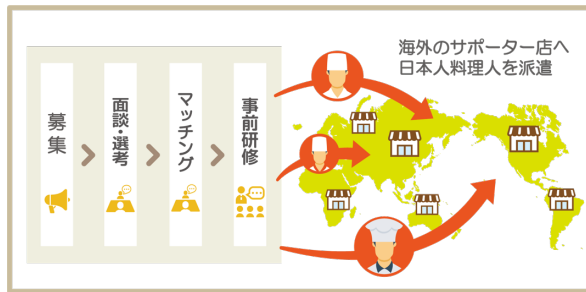 募集
面談・選考
マッチング
事前研修
海外のサポーター店へ
日本人料理人を派遣